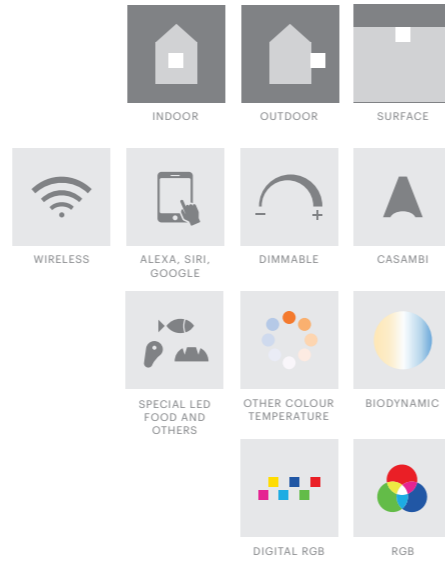 INDOOR
OUTDOOR
SURFACE
WIRELESS
ALEXA, SIRI,
GOOGLE
DIMMABLE
CASAMBI
SPECIAL LED
FOOD AND
OTHERS
OTHER COLOUR
TEMPERATURE
BIODYNAMIC
DIGITAL RGB
RGB